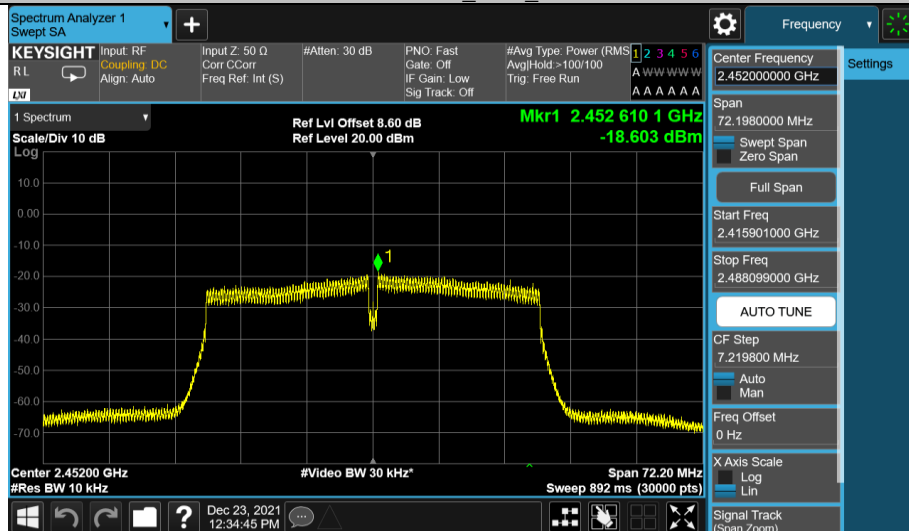 Spectrum Analyzer 1
Swept SA
Frequency
KEYSIGHT
R L
LXI
Input: RF
Coupling: DC
Align: Auto
Input Z: 50 Ω
Corr CCorr
Freq Ref: Int (S)
#Atten: 30 dB
PNO: Fast
Gate: Off
IF Gain: Low
Sig Track: Off
#Avg Type: Power (RMS
Avg|Hold:>100/100
Trig: Free Run
1 2 3 4 5 6
A W W W W W
A A A A A A
1 Spectrum
Scale/Div 10 dB
Log
Ref Lvl Offset 8.60 dB
Ref Level 20.00 dBm
Mkr1 2.452 610 1 GHz
-18.603 dBm
10.0
0.00
-10.0
-20.0
-30.0
-40.0
-50.0
-60.0
-70.0
1
Center 2.45200 GHz
#Res BW 10 kHz
#Video BW 30 kHz*
Span 72.20 MHz
Sweep 892 ms (30000 pts)
Dec 23, 2021
12:34:45 PM
Center Frequency
2.452000000 GHz
Settings
Span
72.1980000 MHz
Swept Span
Zero Span
Full Span
Start Freq
2.415901000 GHz
Stop Freq
2.488099000 GHz
AUTO TUNE
CF Step
7.219800 MHz
Auto
Man
Freq Offset
0 Hz
X Axis Scale
Log
Lin
Signal Track
(Span Zoom)